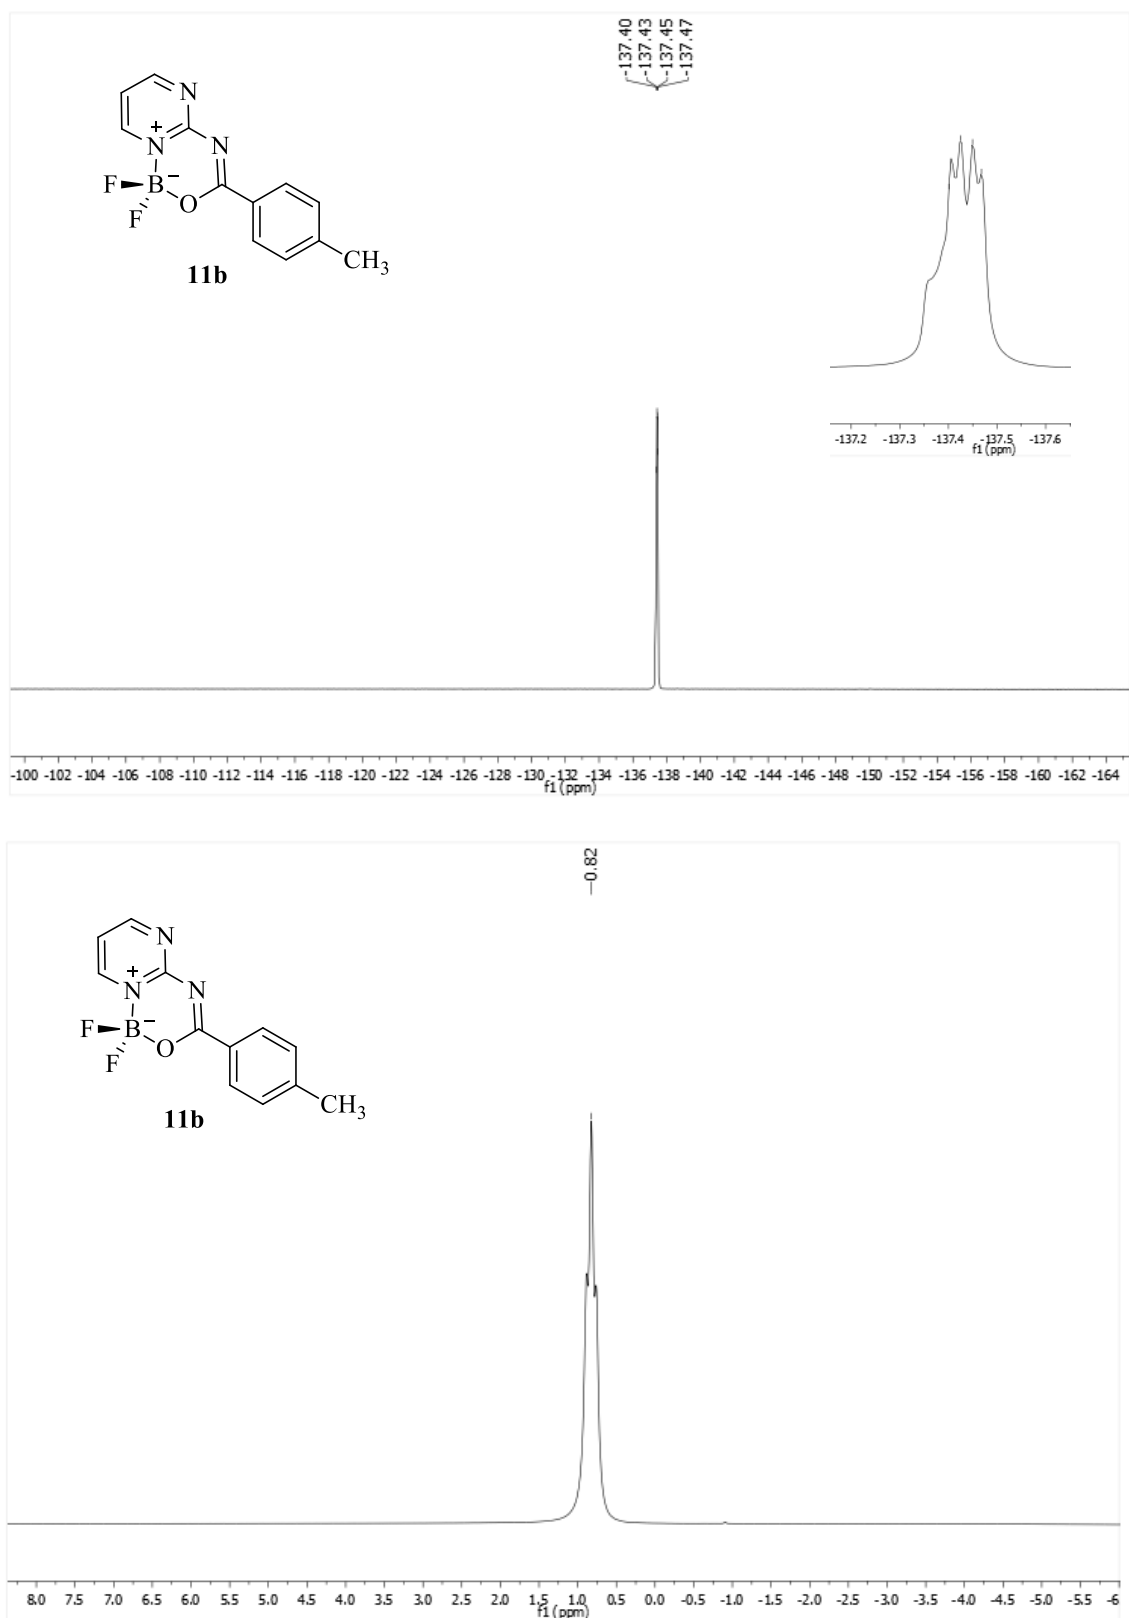 -137.40
-137.43
-137.45
-137.47
N
N
+
N
F
B
−
O
F
CH3
11b
-137.2 -137.3 -137.4 -137.5 -137.6
f1 (ppm)
-100 -102 -104 -106 -108 -110 -112 -114 -116 -118 -120 -122 -124 -126 -128 -130 -132 -134 -136 -138 -140 -142 -144 -146 -148 -150 -152 -154 -156 -158 -160 -162 -164
f1 (ppm)
0.82
N
N
+
N
F
B
−
O
F
CH3
11b
8.0 7.5 7.0 6.5 6.0 5.5 5.0 4.5 4.0 3.5 3.0 2.5 2.0 1.5 1.0 0.5 0.0 -0.5 -1.0 -1.5 -2.0 -2.5 -3.0 -3.5 -4.0 -4.5 -5.0 -5.5 -6
f1 (ppm)